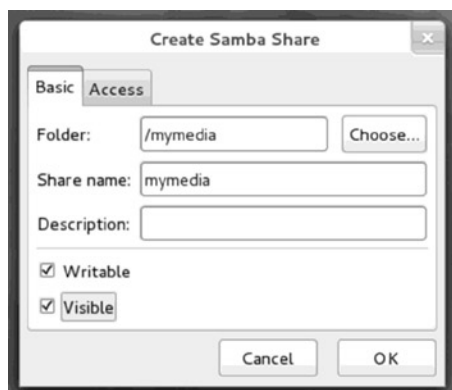 Create Samba Share
Basic Access
Folder: /mymedia Choose...
Share name: mymedia
Description:
Writable
Visible
Cancel OK